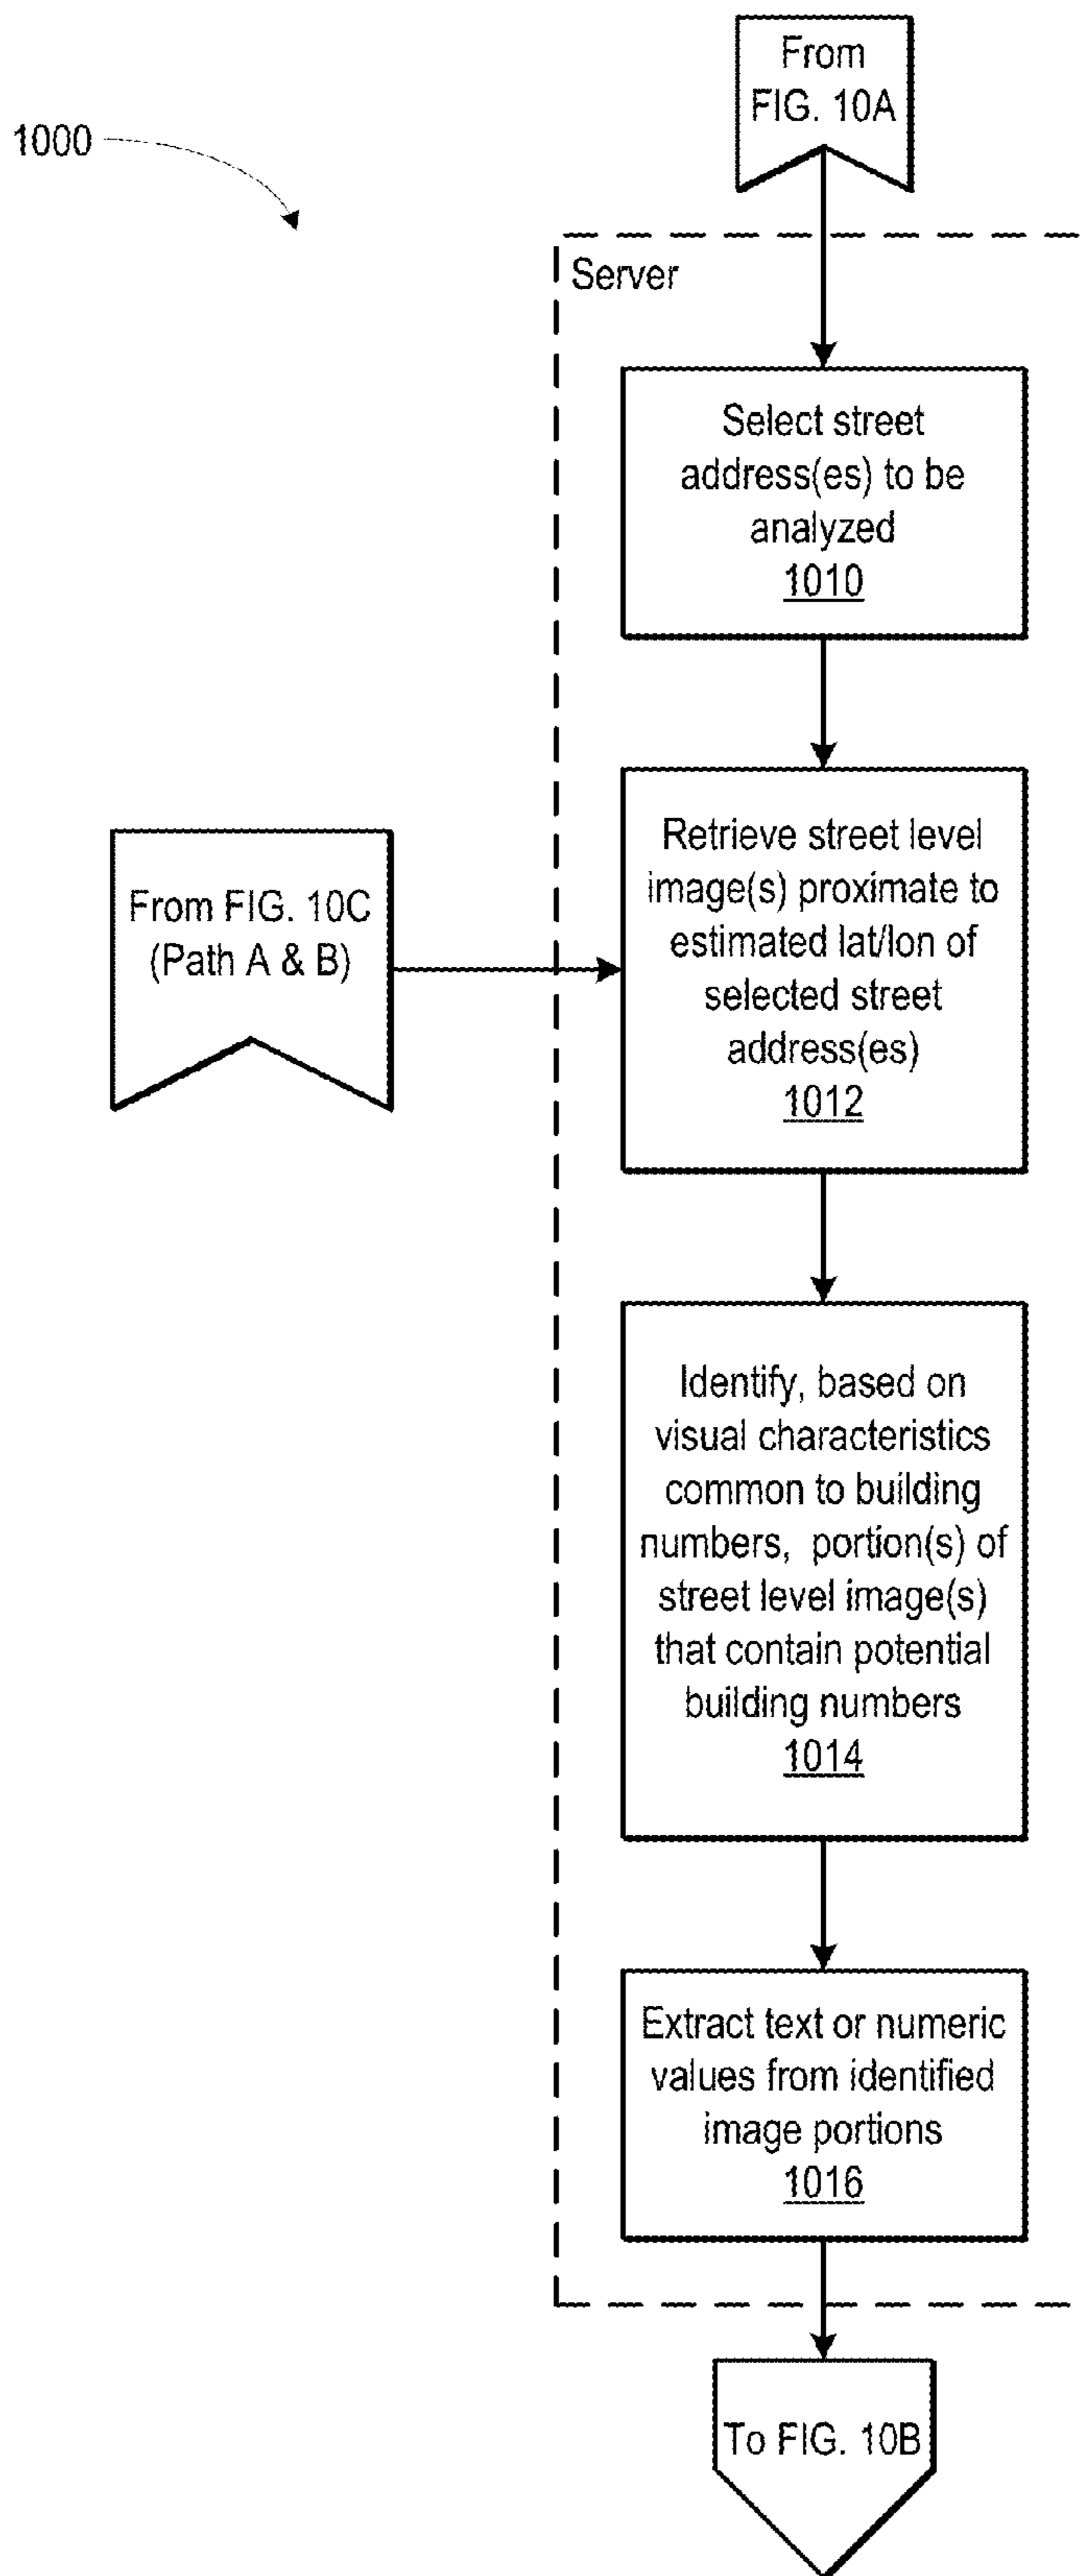 From
FIG. 10A
1000
Server
Select street
address(es) to be
analyzed
1010
Retrieve street level
image(s) proximate to
estimated lat/lon of
selected street
address(es)
1012
From FIG. 10C
(Path A & B)
Identify, based on
visual characteristics
common to building
numbers, portion(s) of
street level image(s)
that contain potential
building numbers
1014
Extract text or numeric
values from identified
image portions
1016
To FIG. 10B